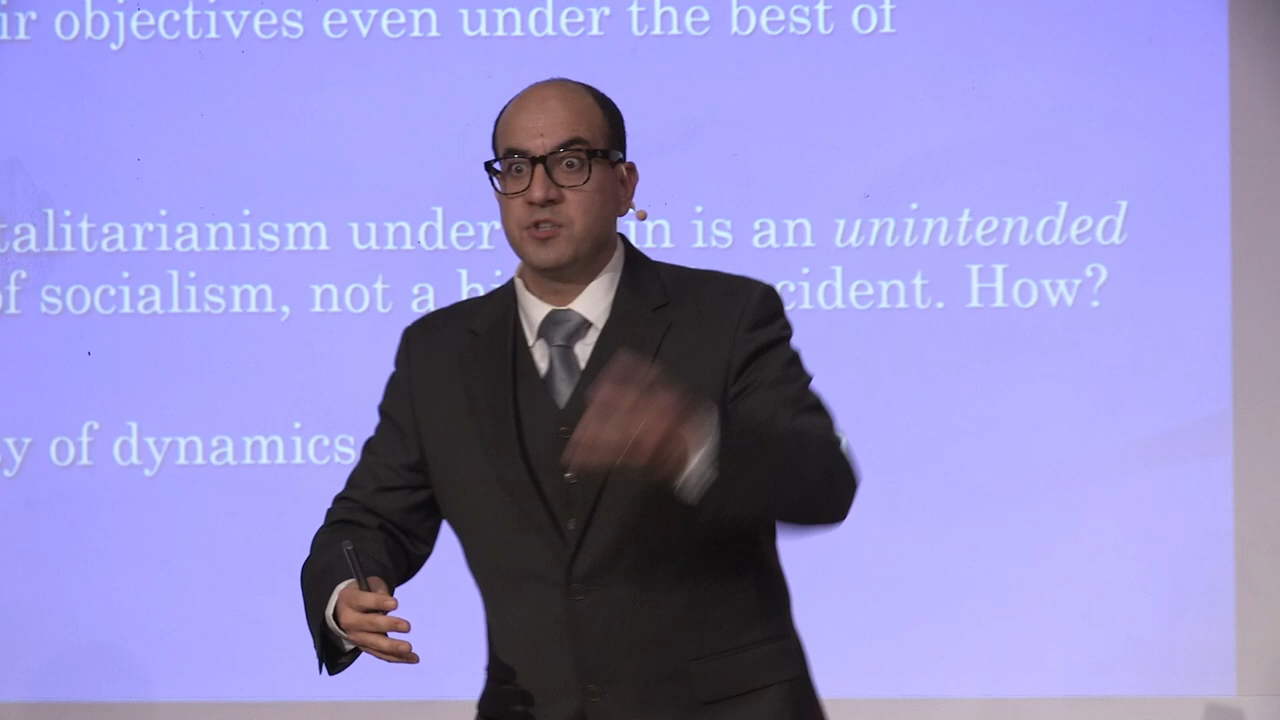 ir objectives even under the best of
talitarianism under in is an unintended
of socialism, not a hi cident. How?
y of dynamics